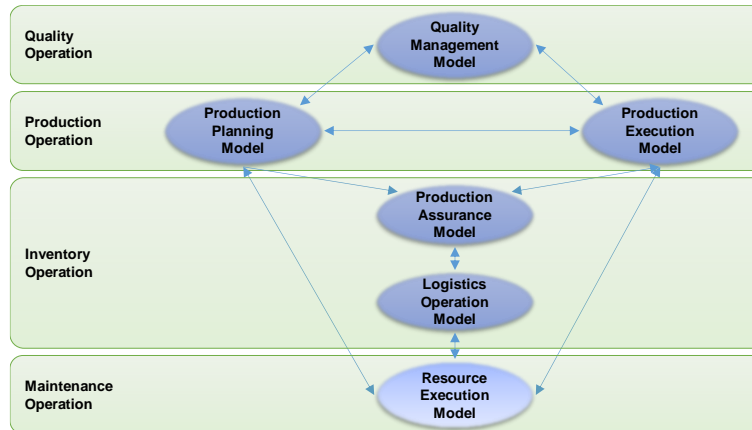 Quality
Operation
Quality
Management
Model
Production
Operation
Production
Planning
Model
Production
Execution
Model
Inventory
Operation
Production
Assurance
Model
Logistics
Operation
Model
Maintenance
Operation
Resource
Execution
Model